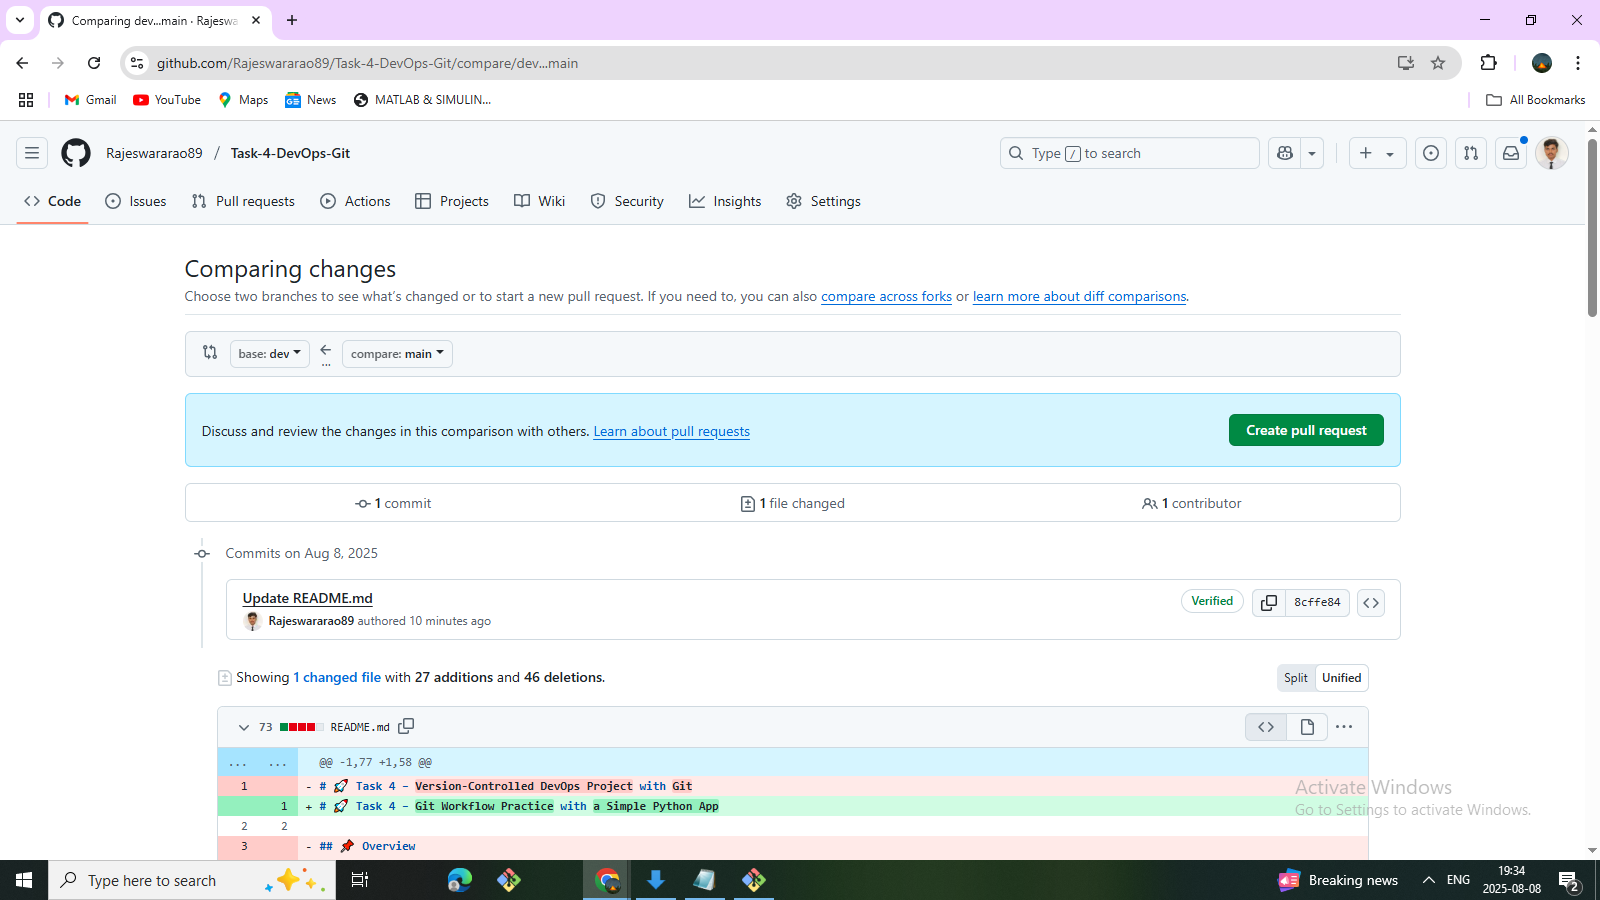 Comparing dev...main · Rajeswa
github.com/Rajeswararao89/Task-4-DevOps-Git/compare/dev...main
Gmail YouTube Maps News MATLAB & SIMULIN... All Bookmarks
Rajeswararao89 / Task-4-DevOps-Git Type / to search
Code Issues Pull requests Actions Projects Wiki Security Insights Settings
Comparing changes
Choose two branches to see what's changed or to start a new pull request. If you need to, you can also compare across forks or learn more about diff comparisons.
base: dev ... compare: main
Discuss and review the changes in this comparison with others. Learn about pull requests Create pull request
1 commit 1 file changed 1 contributor
Commits on Aug 8, 2025
Update README.md Verified 8cffe84
Rajeswararao89 authored 10 minutes ago
Showing 1 changed file with 27 additions and 46 deletions. Split Unified
73 README.md
... ... @@ -1,77 +1,58 @@
1 - # 🚀 Task 4 – Version-Controlled DevOps Project with Git
1 + # 🚀 Task 4 – Git Workflow Practice with a Simple Python App
2 2
3 - ## 📌 Overview
Activate Windows
Go to Settings to activate Windows.
Type here to search Breaking news ENG 19:34
2025-08-08 2